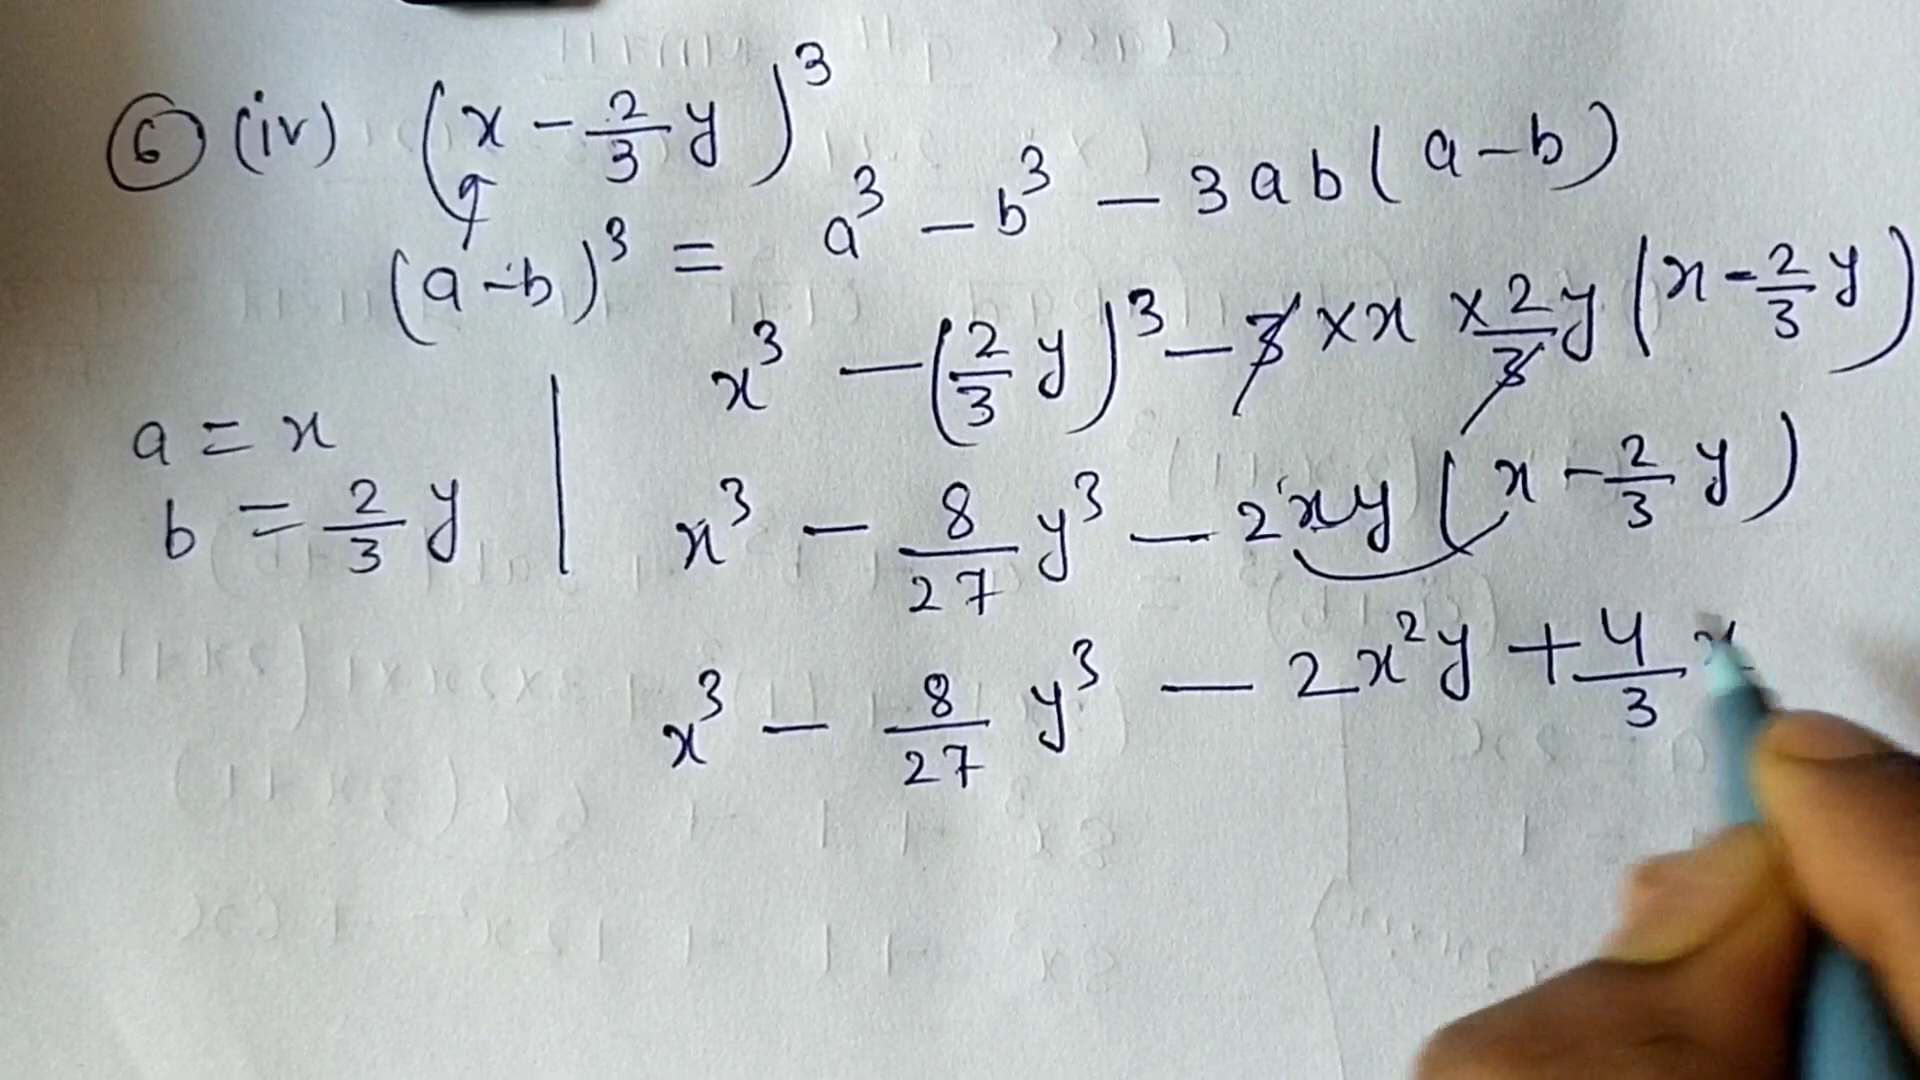 ⑥ (iv) (x - 2/3 y)³
(a-b)³ = a³ - b³ - 3ab(a-b)
x³ - (2/3 y)³ - 3 × x × 2/3 y (x - 2/3 y)
a = x
b = 2/3 y
x³ - 8/27 y³ - 2xy (x - 2/3 y)
x³ - 8/27 y³ - 2x²y + 4/3